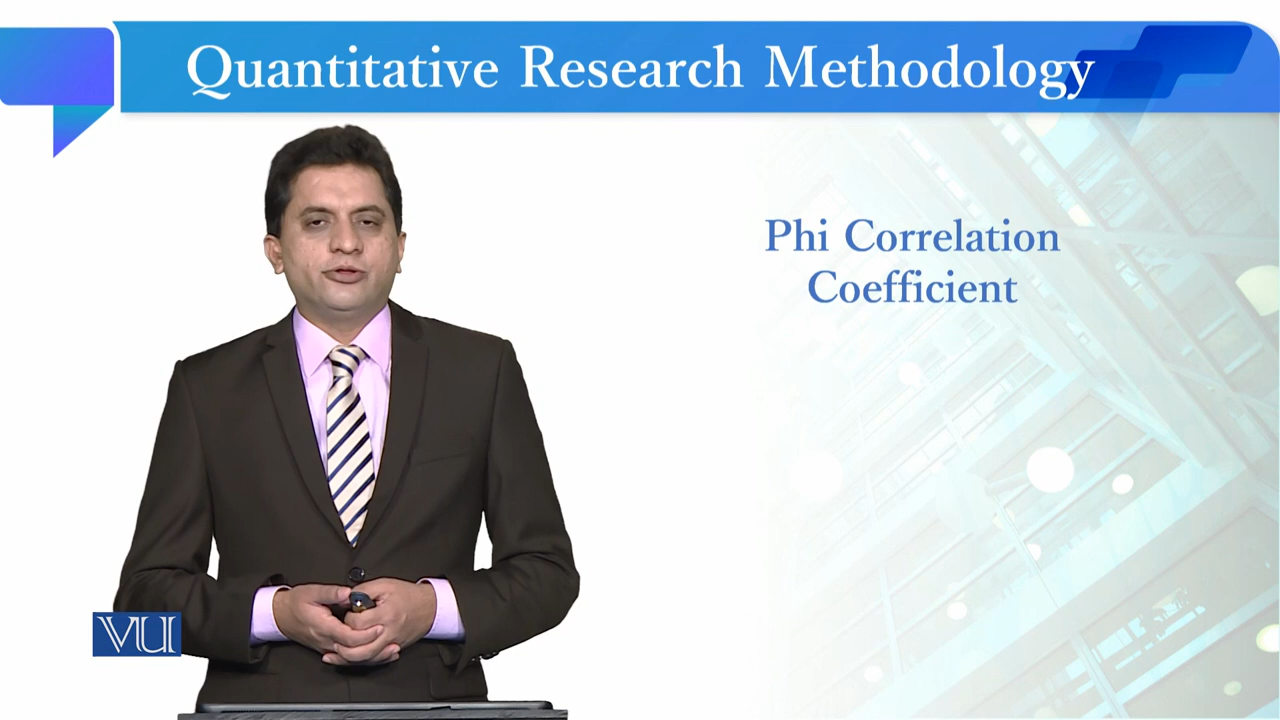 Quantitative Research Methodology
Phi Correlation
Coefficient
VU